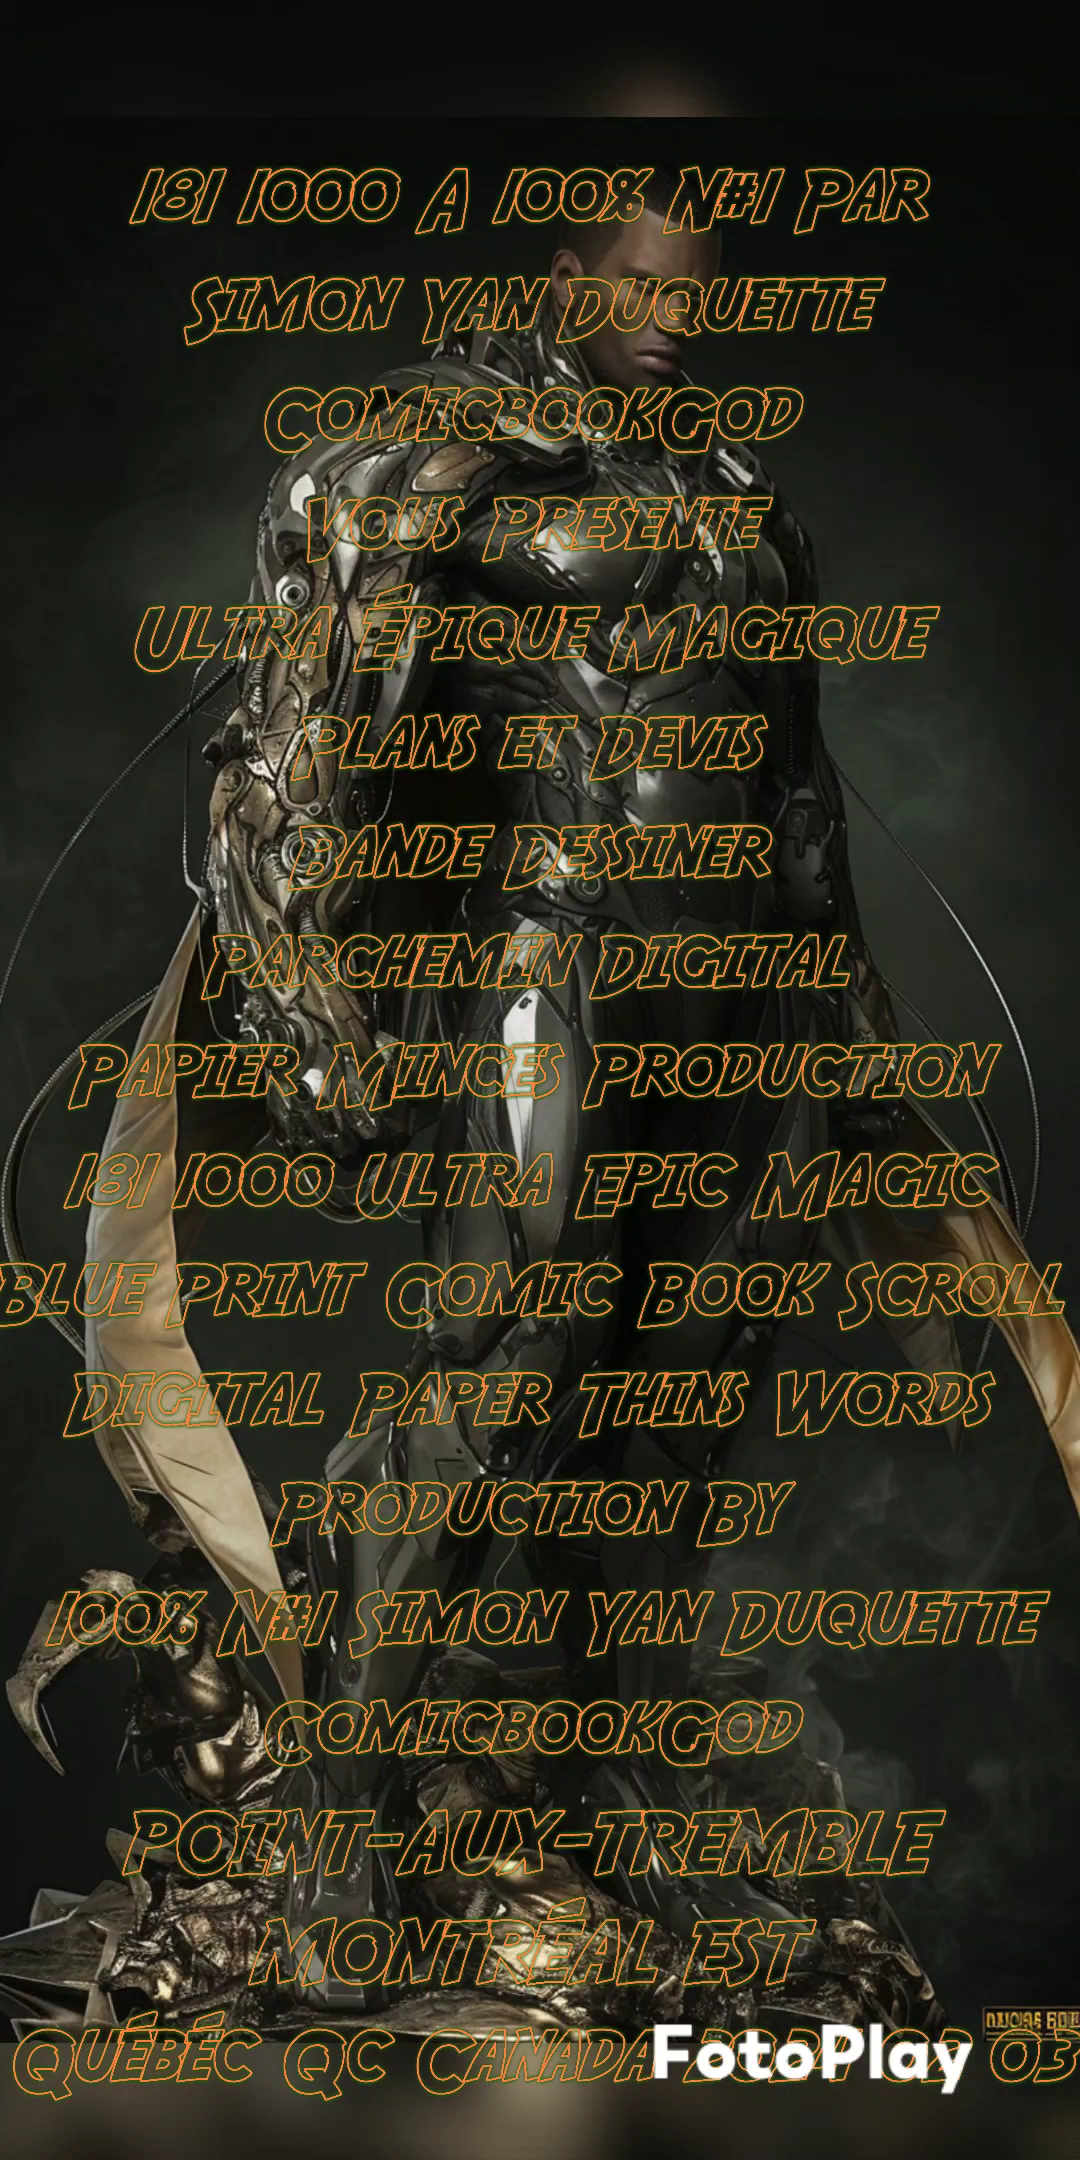 181 1000 A 100% N#1 Par
Simon Yan Duquette
ComicbookGod
Vous Presente
Ultra Épique Magique
Plans et Devis
Bande Dessiner
Parchemin Digital
Papier Minces Production
181 1000 Ultra Epic Magic
Blue Print Comic Book Scroll
Digital Paper Thins Words
Production By
100% N#1 Simon Yan Duquette
ComicbookGod
Point-aux-Tremble
Montréal Est
Québéc QC Canada 03
FotoPlay